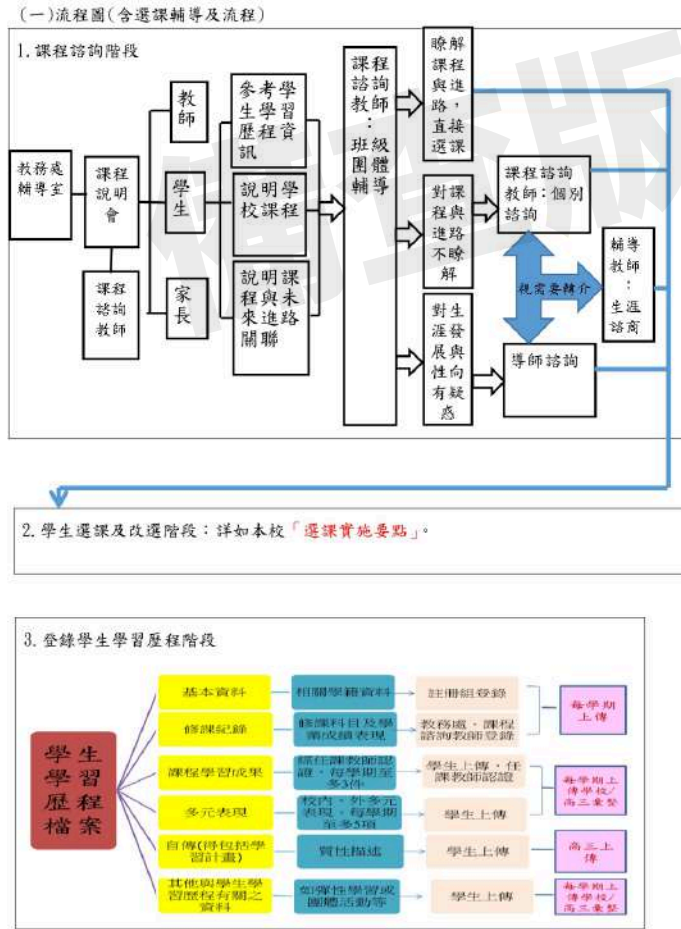 (一)流程圖(含選課輔導及流程)
1.課程諮詢階段
教務處
輔導室
課程
說明
會
課程
諮詢
教師
教
師
學
生
家
長
參考學
生學習
歷程資
訊
說明學
校課程
說明課
程與未
來進路
關聯
課程
諮詢
教師
：
班級
團體
輔導
瞭解
課程
與進
路，
直接
選課
對課
程與
進路
不瞭
解
對生
涯發
展與
性向
有疑
惑
課程諮詢
教師：個別
諮詢
視需要轉介
導師諮詢
輔導
教師
：
生涯
諮商
備查版
2.學生選課及改選階段：詳如本校「選課實施要點」。
3.登錄學生學習歷程階段
學生
學習
歷程
檔案
基本資料
相關學籍資料
註冊組登錄
每學期
上傳
修課紀錄
修課科目及學
業成績表現
教務處、課程
諮詢教師登錄
課程學習成果
經任課教師認
證，每學期至
多3件
學生上傳、任
課教師認證
每學期上
傳學校/
高三彙整
多元表現
校內、外多元
表現，每學期
至多5項
學生上傳
自傳(得包括學
習計畫)
質性描述
學生上傳
高三上
傳
其他與學生學
習歷程有關之
資料
如彈性學習或
團體活動等
學生上傳
每學期上
傳學校/
高三彙整